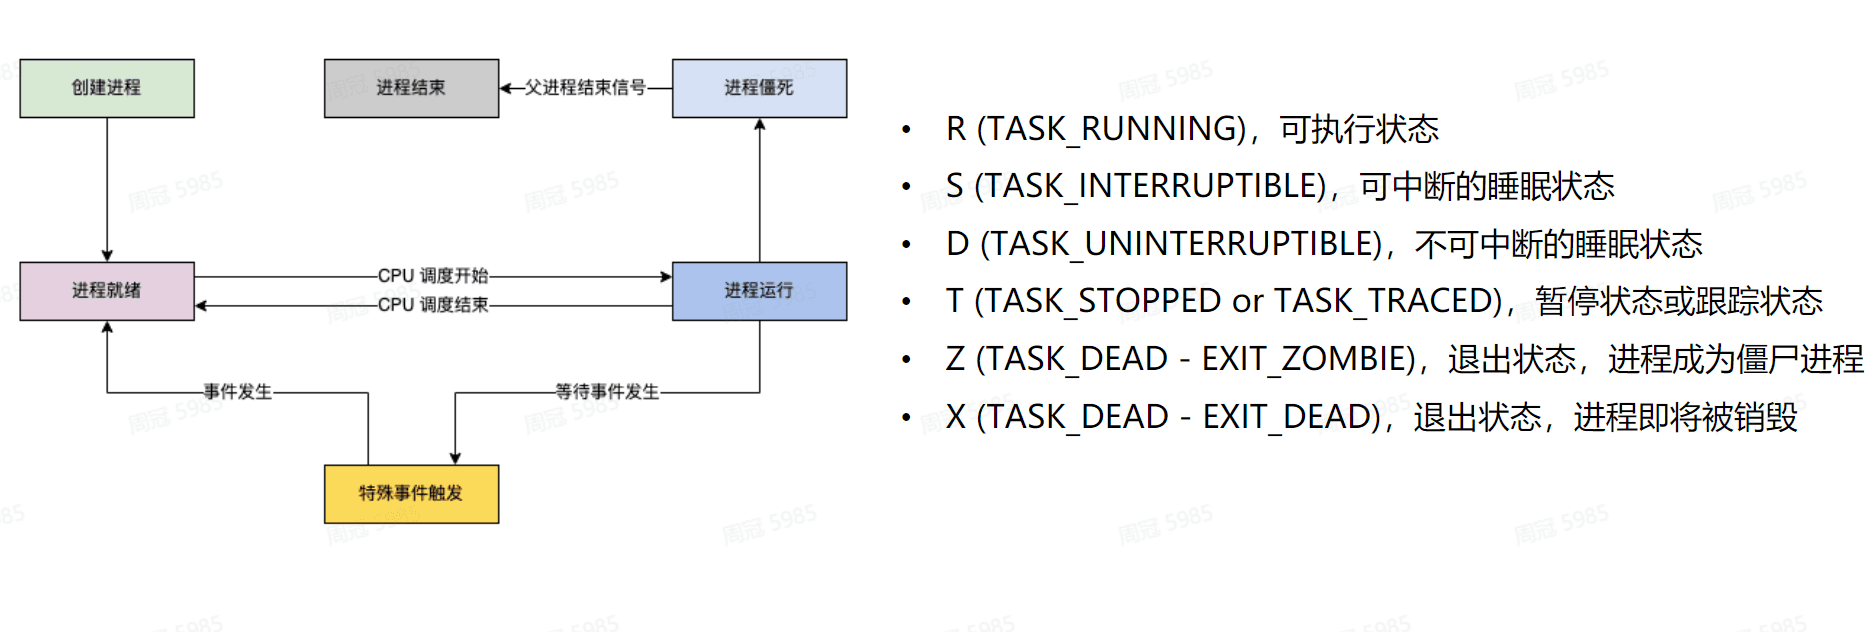 创建进程
进程结束
父进程结束信号
进程僵死
进程就绪
CPU 调度开始
CPU 调度结束
进程运行
事件发生
等待事件发生
特殊事件触发
• R (TASK_RUNNING)，可执行状态
• S (TASK_INTERRUPTIBLE)，可中断的睡眠状态
• D (TASK_UNINTERRUPTIBLE)，不可中断的睡眠状态
• T (TASK_STOPPED or TASK_TRACED)，暂停状态或跟踪状态
• Z (TASK_DEAD - EXIT_ZOMBIE)，退出状态，进程成为僵尸进程
• X (TASK_DEAD - EXIT_DEAD)，退出状态，进程即将被销毁
周冠 5985